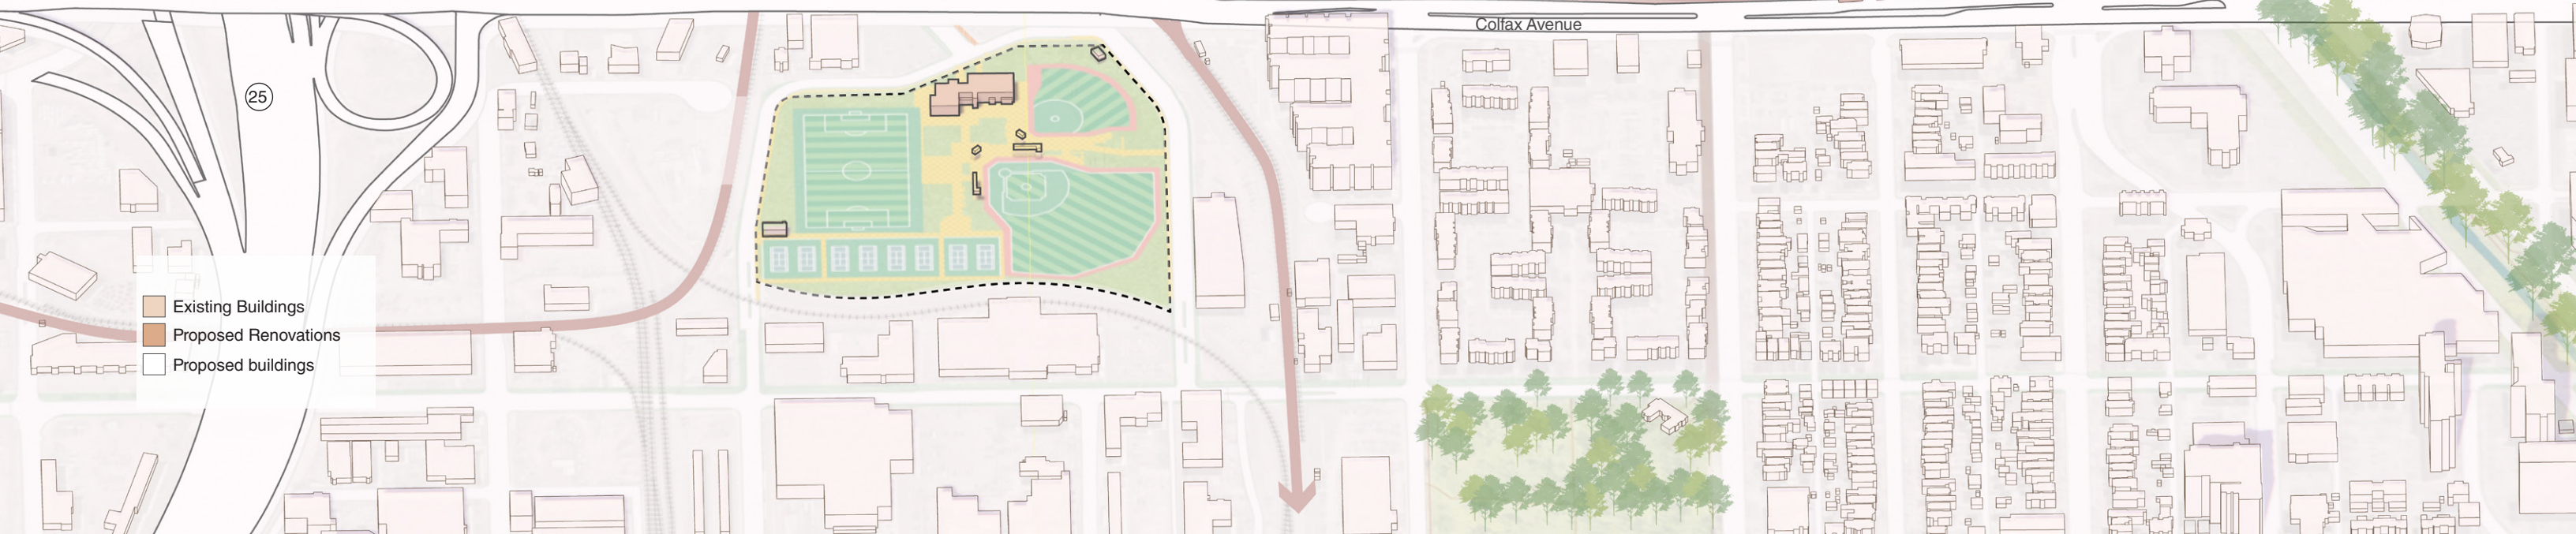 Colfax Avenue
25
Existing Buildings
Proposed Renovations
Proposed buildings